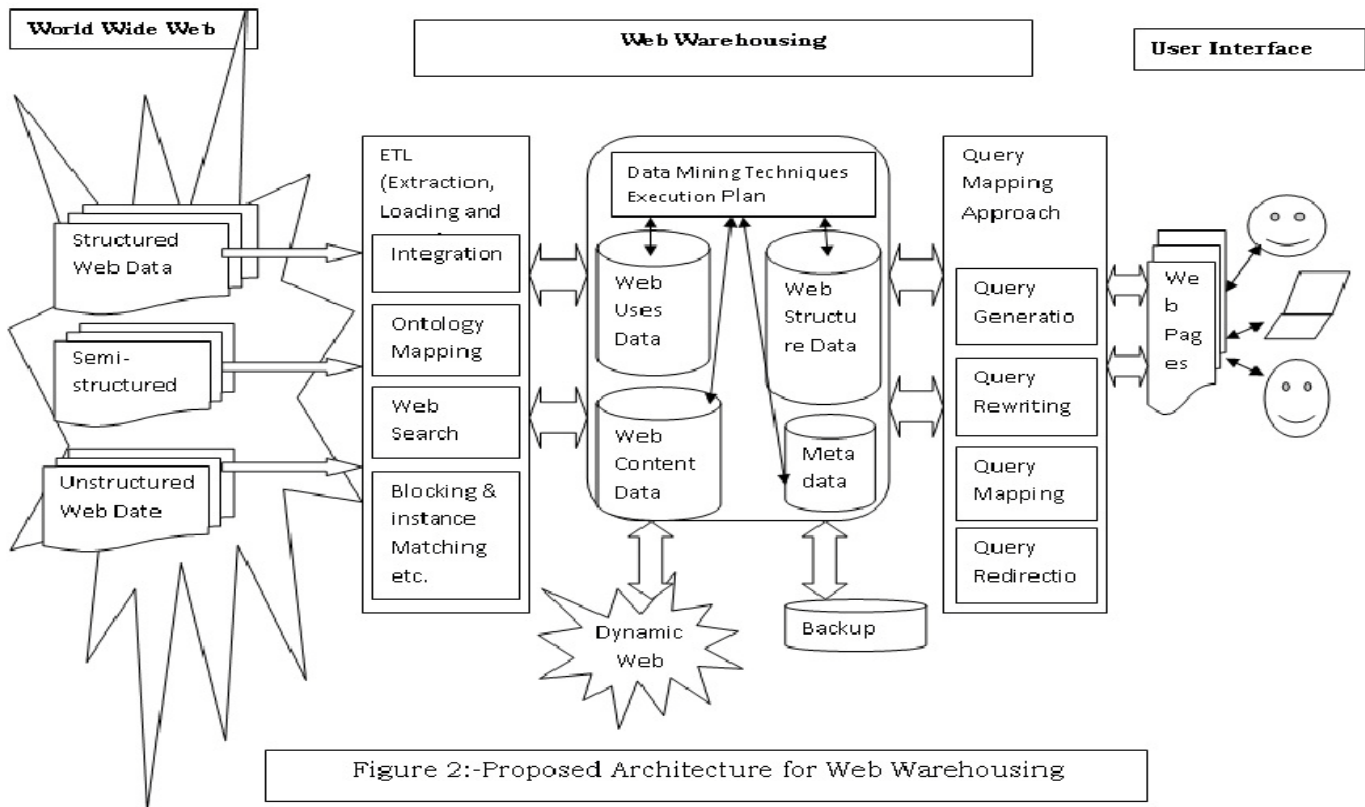 World Wide Web
Web Warehousing
User Interface
Structured
Web Data
Semi-
structured
Unstructured
Web Date
ETL
(Extraction,
Loading and
Integration
Ontology
Mapping
Web
Search
Blocking &
instance
Matching
etc.
Data Mining Techniques
Execution Plan
Web
Uses
Data
Web
Structu
re Data
Web
Content
Data
Meta
data
Dynamic
Web
Backup
Query
Mapping
Approach
Query
Generatio
Query
Rewriting
Query
Mapping
Query
Redirectio
We
b
Pag
es
Figure 2:-Proposed Architecture for Web Warehousing